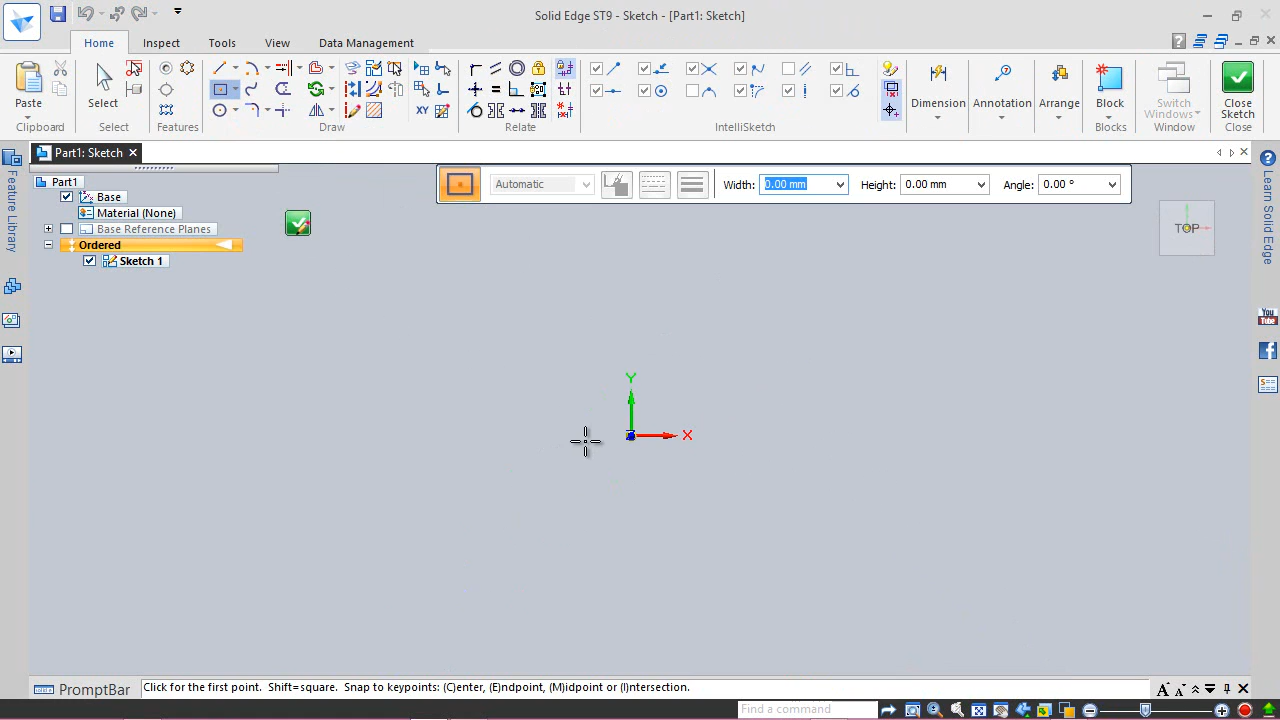 Solid Edge ST9 - Sketch - [Part1: Sketch]
Home Inspect Tools View Data Management
Paste Select Dimension Annotation Arrange Block Switch Windows Close Sketch
Clipboard Select Features Draw Relate IntelliSketch Blocks Window Close
Part1: Sketch
Automatic Width: 0.00 mm Height: 0.00 mm Angle: 0.00 °
Part1
Base
Material (None)
Base Reference Planes
Ordered
Sketch 1
Feature Library
Learn Solid Edge
You Tube
TOP
Y
X
XY
PromptBar Click for the first point. Shift=square. Snap to keypoints: (C)enter, (E)ndpoint, (M)idpoint or (I)ntersection.
Find a command